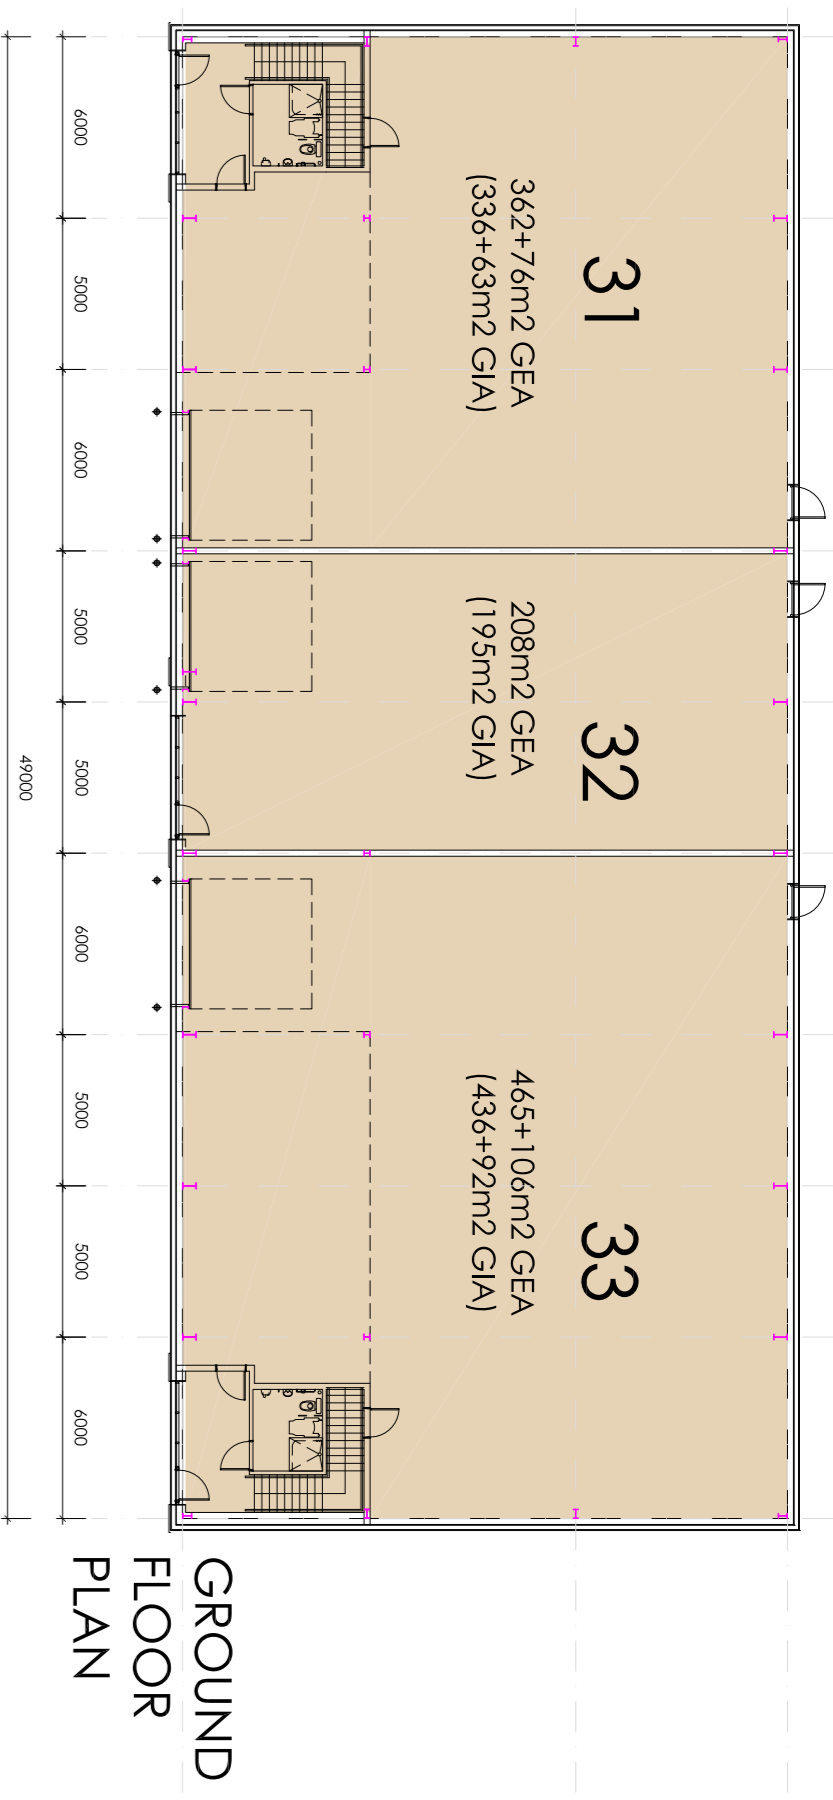 31
362+76m2 GEA
(336+63m2 GIA)
32
208m2 GEA
(195m2 GIA)
33
465+106m2 GEA
(436+92m2 GIA)
6000
5000
6000
5000
5000
6000
5000
5000
6000
49000
GROUND
FLOOR
PLAN